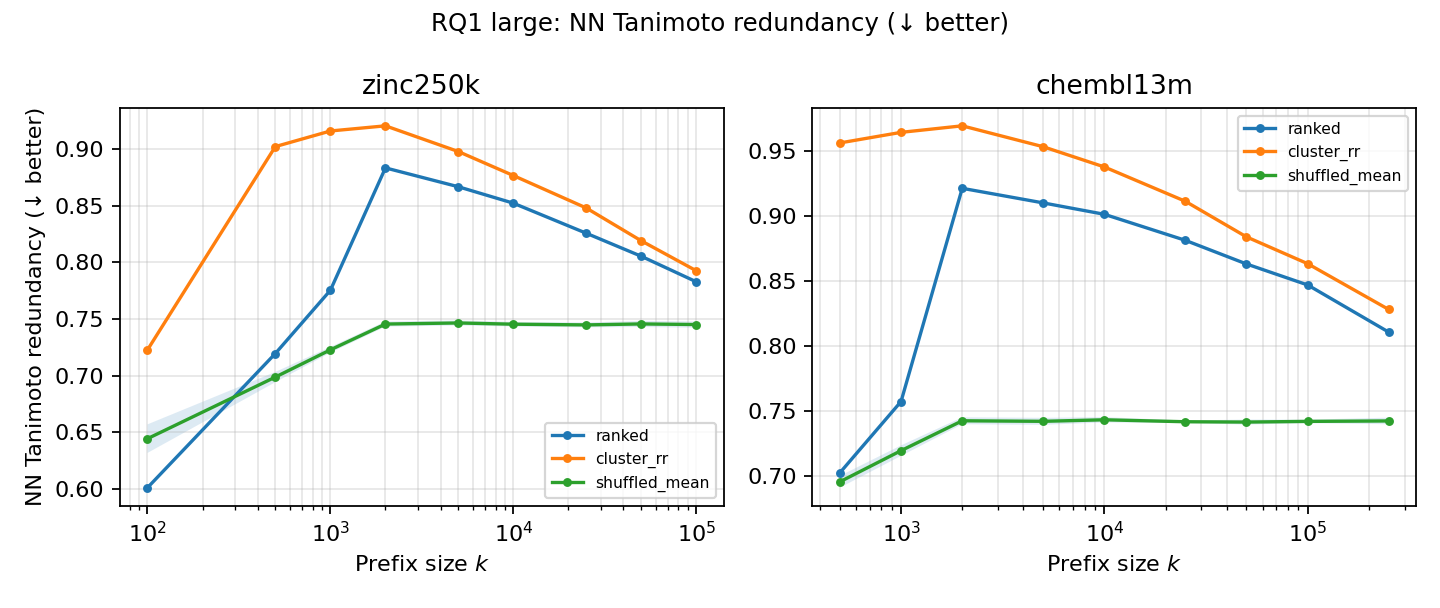 RQ1 large: NN Tanimoto redundancy (↓ better)
zinc250k
NN Tanimoto redundancy (↓ better)
0.90
0.85
0.80
0.75
0.70
0.65
0.60
10²
10³
10⁴
10⁵
Prefix size k
ranked
cluster_rr
shuffled_mean
chembl13m
0.95
0.90
0.85
0.80
0.75
0.70
10³
10⁴
10⁵
Prefix size k
ranked
cluster_rr
shuffled_mean